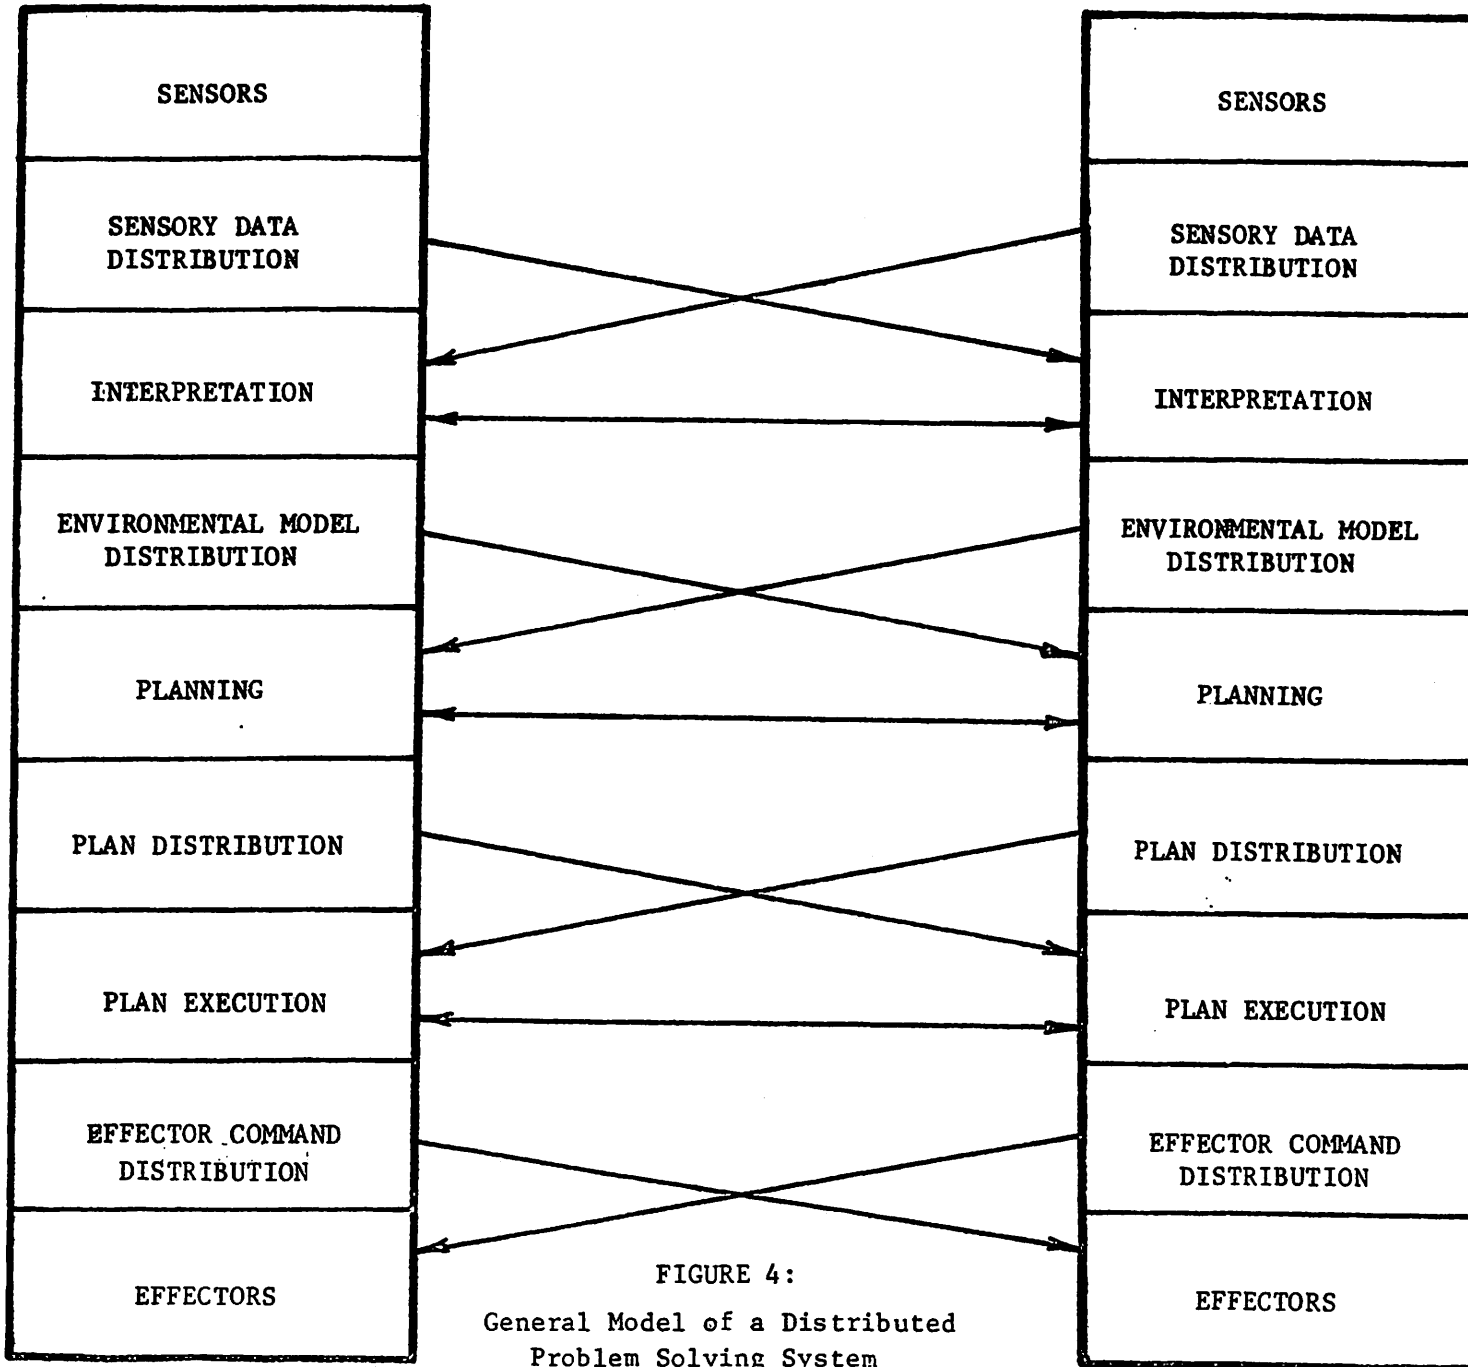 SENSORS
SENSORY DATA
DISTRIBUTION
INTERPRETATION
ENVIRONMENTAL MODEL
DISTRIBUTION
PLANNING
PLAN DISTRIBUTION
PLAN EXECUTION
EFFECTOR COMMAND
DISTRIBUTION
EFFECTORS
SENSORS
SENSORY DATA
DISTRIBUTION
INTERPRETATION
ENVIRONMENTAL MODEL
DISTRIBUTION
PLANNING
PLAN DISTRIBUTION
PLAN EXECUTION
EFFECTOR COMMAND
DISTRIBUTION
EFFECTORS
FIGURE 4:
General Model of a Distributed
Problem Solving System